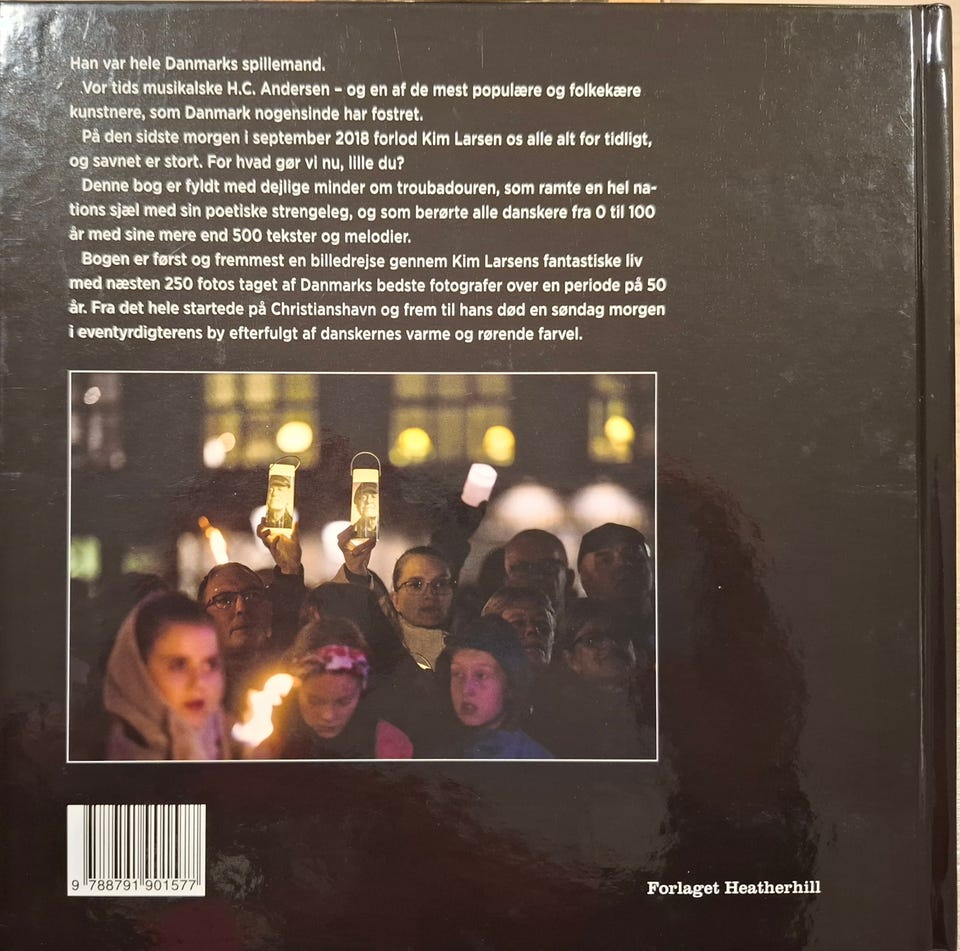 Han var hele Danmarks spillemand.
Vor tids musikalske H.C. Andersen – og en af de mest populære og folkekære
kunstnere, som Danmark nogensinde har fostret.
På den sidste morgen i september 2018 forlod Kim Larsen os alle alt for tidligt,
og savnet er stort. For hvad gør vi nu, lille du?
Denne bog er fyldt med dejlige minder om troubadouren, som ramte en hel na-
tions sjæl med sin poetiske strengeleg, og som berørte alle danskere fra 0 til 100
år med sine mere end 500 tekster og melodier.
Bogen er først og fremmest en billedrejse gennem Kim Larsens fantastiske liv
med næsten 250 fotos taget af Danmarks bedste fotografer over en periode på 50
år. Fra det hele startede på Christianshavn og frem til hans død en søndag morgen
i eventyrdigterens by efterfulgt af danskernes varme og rørende farvel.
9 788791 901577
Forlaget Heatherhill